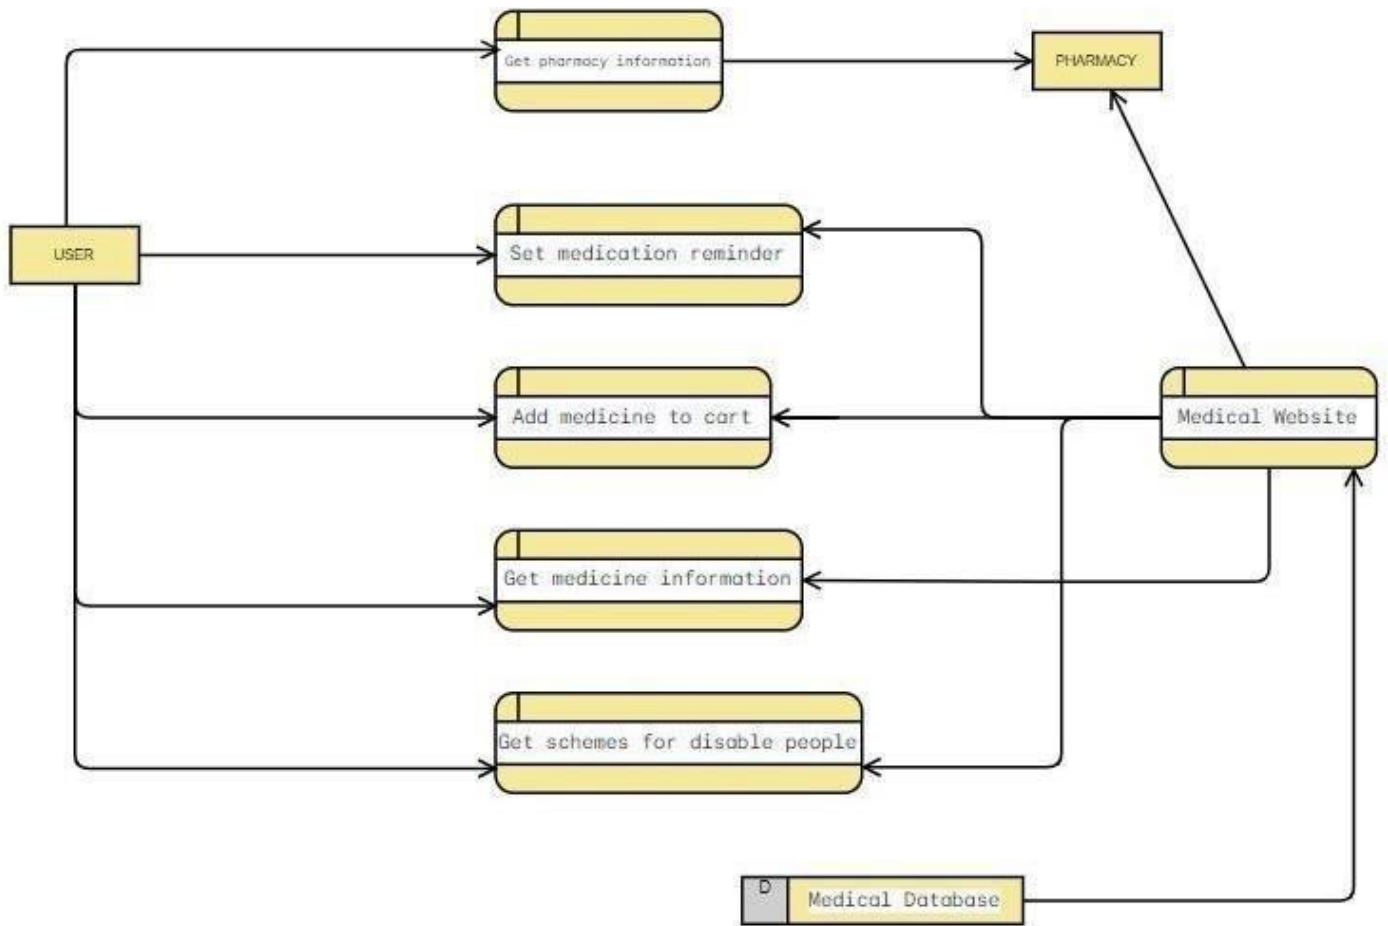 Get pharmacy information
PHARMACY
USER
Set medication reminder
Add medicine to cart
Medical Website
Get medicine information
Get schemes for disable people
D
Medical Database